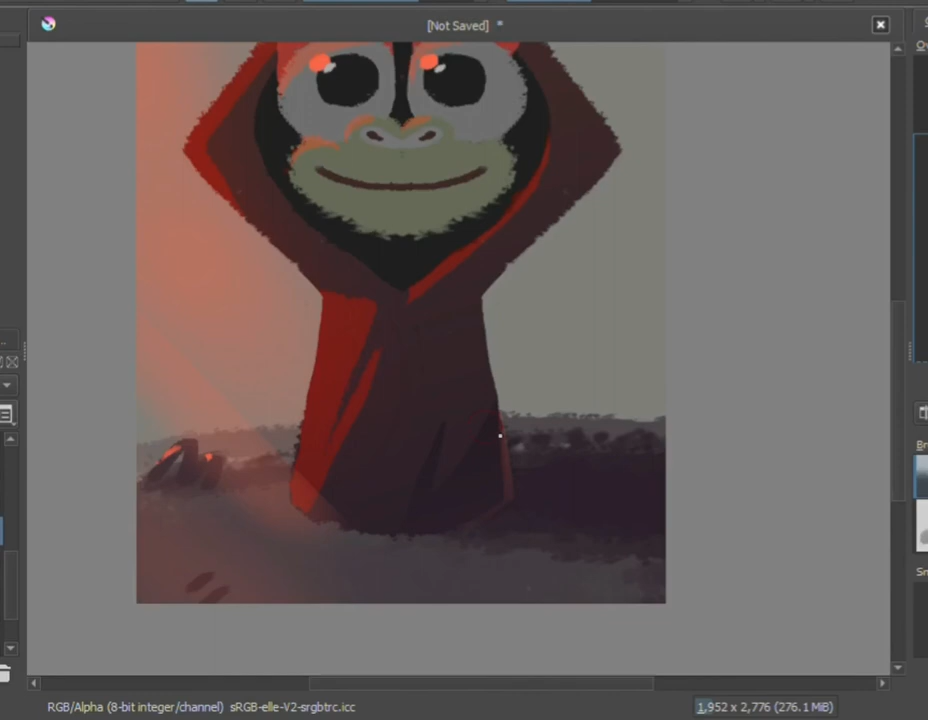 [Not Saved] *
RGB/Alpha (8-bit integer/channel) sRGB-elle-V2-srgbtrc.icc
1,952 x 2,776 (276.1 MiB)